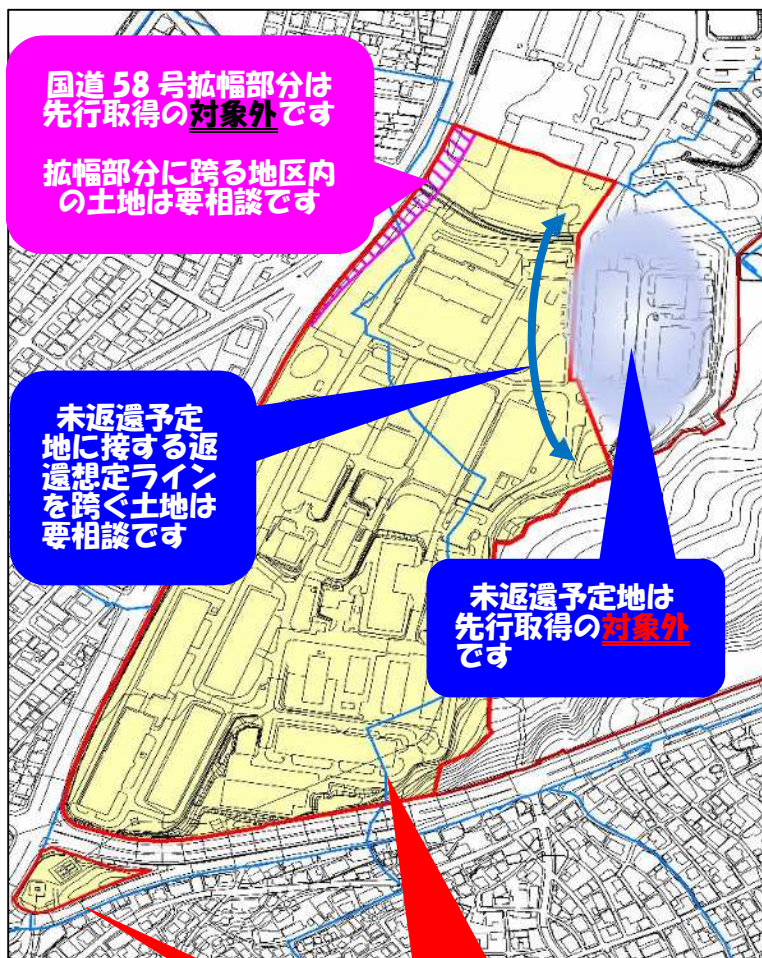 国道 58 号拡幅部分は
先行取得の対象外です
拡幅部分に跨る地区内
の土地は要相談です
未返還予定
地に接する返
還想定ライン
を跨ぐ土地は
要相談です
未返還予定地は
先行取得の対象外
です